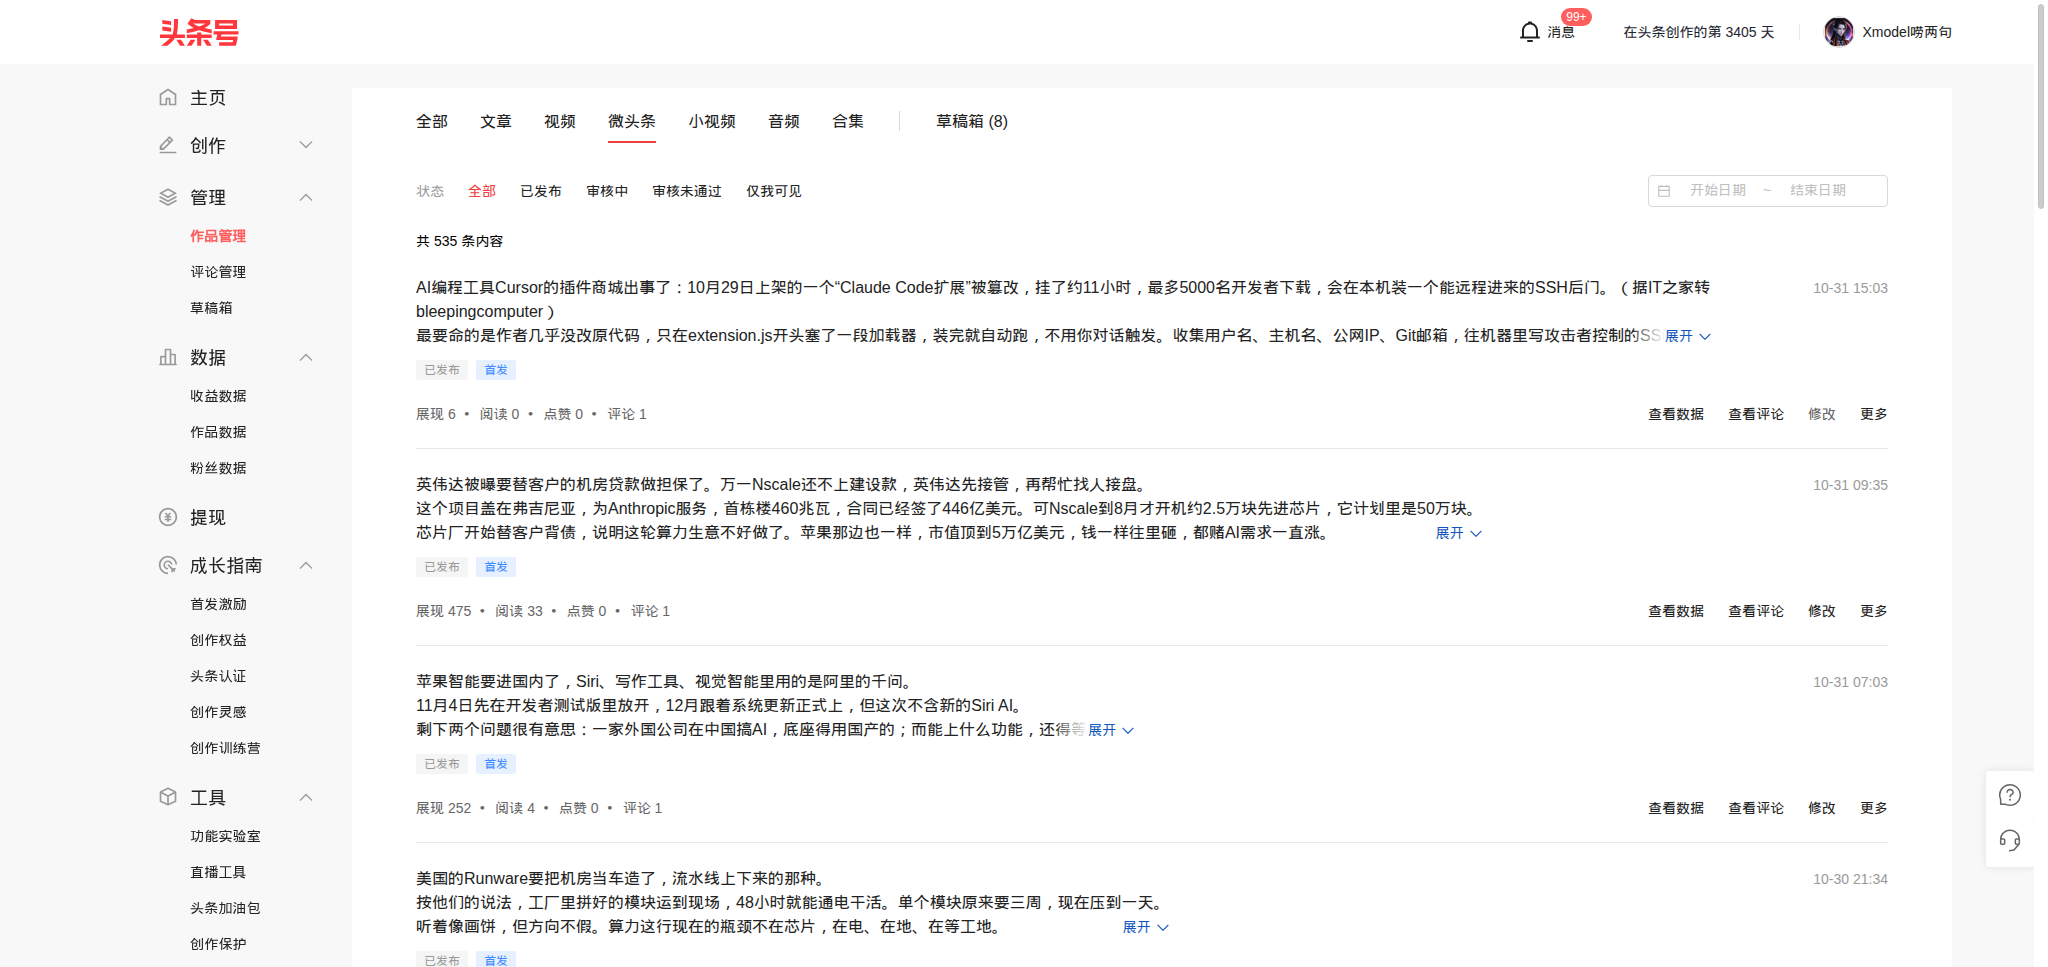 头条号
消息
99+
在头条创作的第 3405 天
Xmodel唠两句
主页
创作
管理
作品管理
评论管理
草稿箱
数据
收益数据
作品数据
粉丝数据
提现
成长指南
首发激励
创作权益
头条认证
创作灵感
创作训练营
工具
功能实验室
直播工具
头条加油包
创作保护
全部 文章 视频 微头条 小视频 音频 合集 草稿箱 (8)
状态 全部 已发布 审核中 审核未通过 仅我可见
开始日期 ~ 结束日期
共 535 条内容
AI编程工具Cursor的插件商城出事了：10月29日上架的一个“Claude Code扩展”被篡改，挂了约11小时，最多5000名开发者下载，会在本机装一个能远程进来的SSH后门。（据IT之家转
bleepingcomputer）
最要命的是作者几乎没改原代码，只在extension.js开头塞了一段加载器，装完就自动跑，不用你对话触发。收集用户名、主机名、公网IP、Git邮箱，往机器里写攻击者控制的SS 展开
10-31 15:03
已发布 首发
展现 6 • 阅读 0 • 点赞 0 • 评论 1
查看数据 查看评论 修改 更多
英伟达被曝要替客户的机房贷款做担保了。万一Nscale还不上建设款，英伟达先接管，再帮忙找人接盘。
这个项目盖在弗吉尼亚，为Anthropic服务，首栋楼460兆瓦，合同已经签了446亿美元。可Nscale到8月才开机约2.5万块先进芯片，它计划里是50万块。
芯片厂开始替客户背债，说明这轮算力生意不好做了。苹果那边也一样，市值顶到5万亿美元，钱一样往里砸，都赌AI需求一直涨。 展开
10-31 09:35
已发布 首发
展现 475 • 阅读 33 • 点赞 0 • 评论 1
查看数据 查看评论 修改 更多
苹果智能要进国内了，Siri、写作工具、视觉智能里用的是阿里的千问。
11月4日先在开发者测试版里放开，12月跟着系统更新正式上，但这次不含新的Siri AI。
剩下两个问题很有意思：一家外国公司在中国搞AI，底座得用国产的；而能上什么功能，还得等 展开
10-31 07:03
已发布 首发
展现 252 • 阅读 4 • 点赞 0 • 评论 1
查看数据 查看评论 修改 更多
美国的Runware要把机房当车造了，流水线上下来的那种。
按他们的说法，工厂里拼好的模块运到现场，48小时就能通电干活。单个模块原来要三周，现在压到一天。
听着像画饼，但方向不假。算力这行现在的瓶颈不在芯片，在电、在地、在等工地。 展开
10-30 21:34
已发布 首发